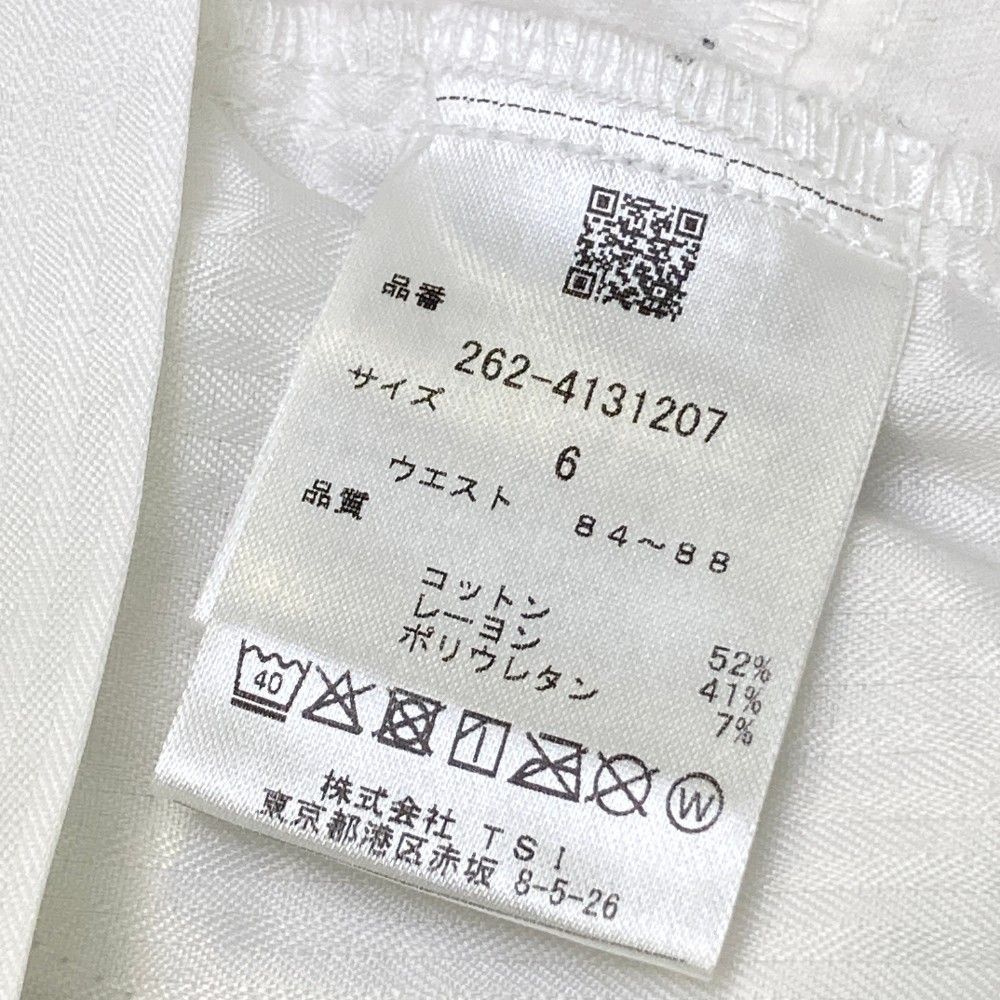 品番
262-4131207
サイズ
6
ウエスト 84～88
品質
コットン 52%
レーヨン 41%
ポリウレタン 7%
40
W
株式会社 TSI
東京都港区赤坂 8-5-26